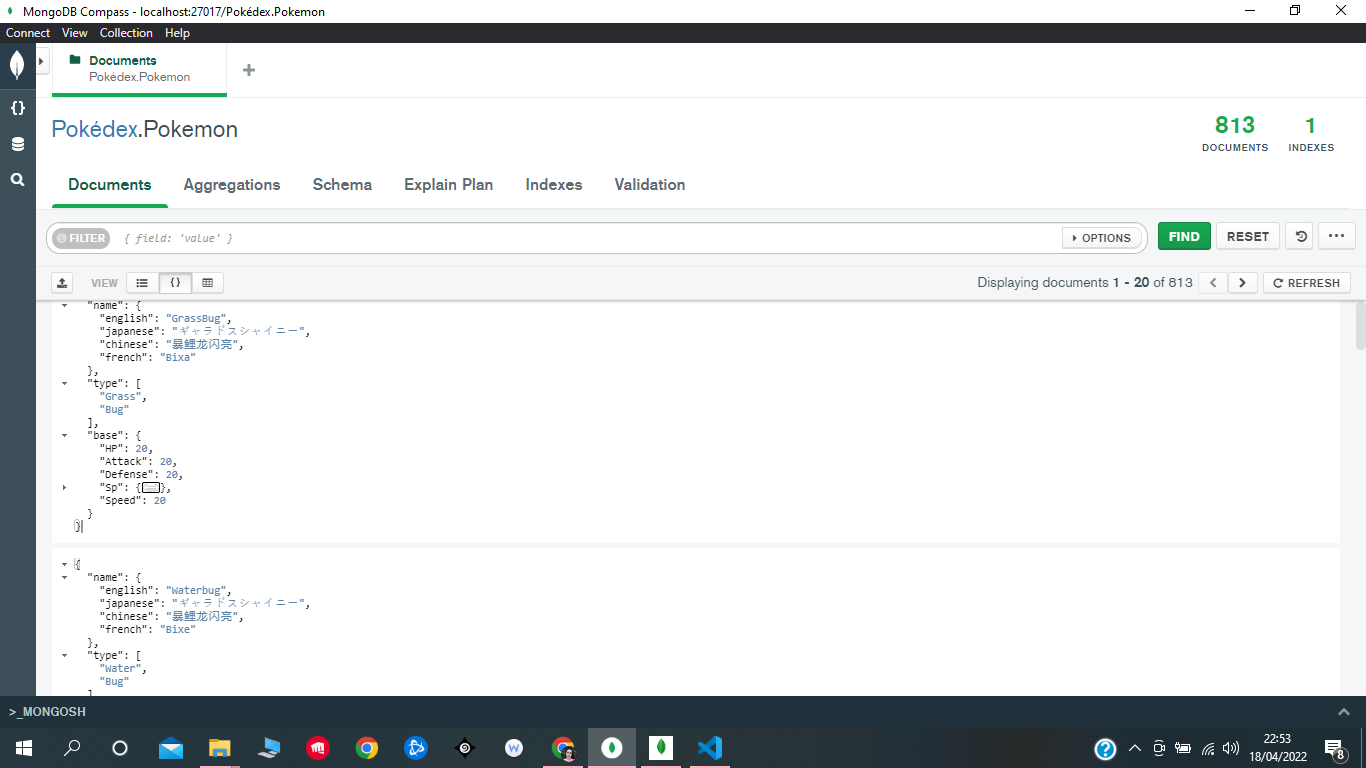 MongoDB Compass - localhost:27017/Pokédex.Pokemon
Connect View Collection Help
Documents
Pokédex.Pokemon
Pokédex.Pokemon
813
DOCUMENTS
1
INDEXES
Documents Aggregations Schema Explain Plan Indexes Validation
FILTER { field: 'value' } OPTIONS FIND RESET
VIEW Displaying documents 1 - 20 of 813 REFRESH
"name": {
"english": "GrassBug",
"japanese": "ギャラドスシャイニー",
"chinese": "暴鲤龙闪亮",
"french": "Bixa"
},
"type": [
"Grass",
"Bug"
],
"base": {
"HP": 20,
"Attack": 20,
"Defense": 20,
"Sp": {...},
"Speed": 20
}
}
{
"name": {
"english": "Waterbug",
"japanese": "ギャラドスシャイニー",
"chinese": "暴鲤龙闪亮",
"french": "Bixe"
},
"type": [
"Water",
"Bug"
]
>_MONGOSH
22:53
18/04/2022
8